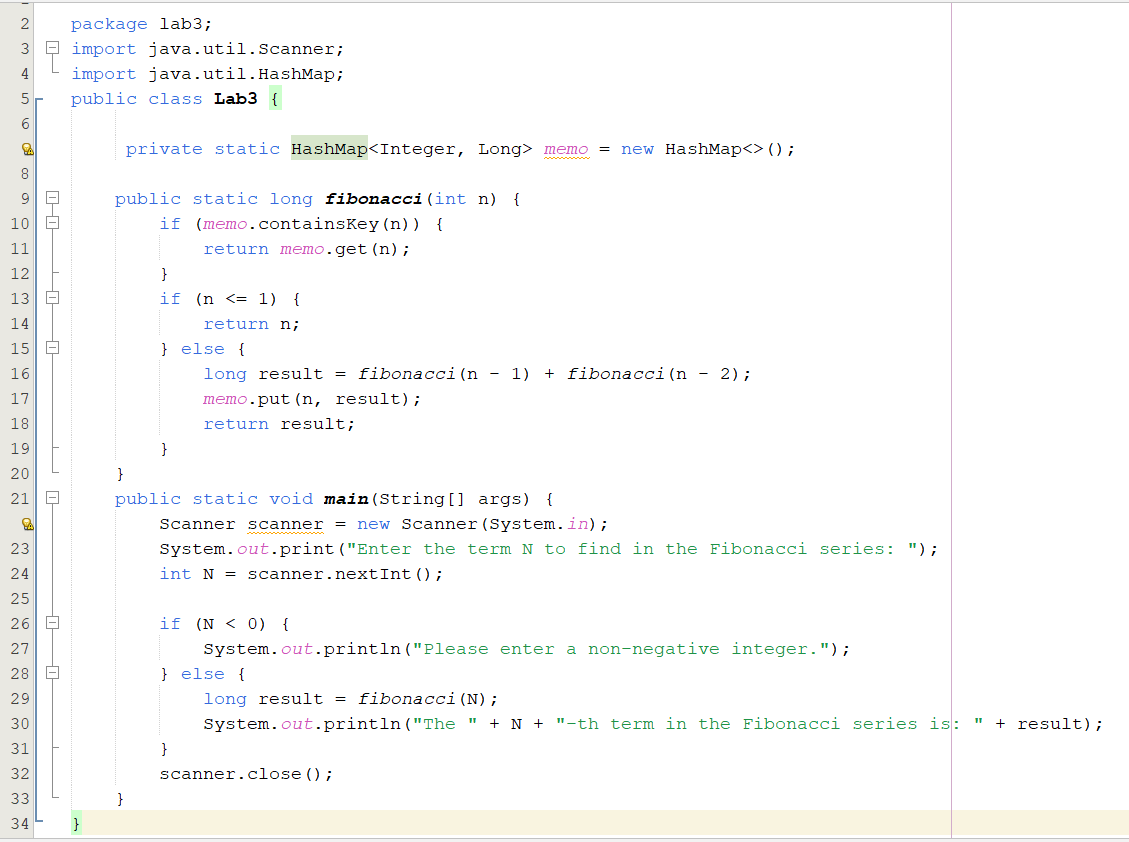 2 package lab3;
3 import java.util.Scanner;
4 import java.util.HashMap;
5 public class Lab3 {
6
private static HashMap<Integer, Long> memo = new HashMap<>();
8
9 public static long fibonacci(int n) {
10 if (memo.containsKey(n)) {
11 return memo.get(n);
12 }
13 if (n <= 1) {
14 return n;
15 } else {
16 long result = fibonacci(n - 1) + fibonacci(n - 2);
17 memo.put(n, result);
18 return result;
19 }
20 }
21 public static void main(String[] args) {
Scanner scanner = new Scanner(System.in);
23 System.out.print("Enter the term N to find in the Fibonacci series: ");
24 int N = scanner.nextInt();
25
26 if (N < 0) {
27 System.out.println("Please enter a non-negative integer.");
28 } else {
29 long result = fibonacci(N);
30 System.out.println("The " + N + "-th term in the Fibonacci series is: " + result);
31 }
32 scanner.close();
33 }
34 }